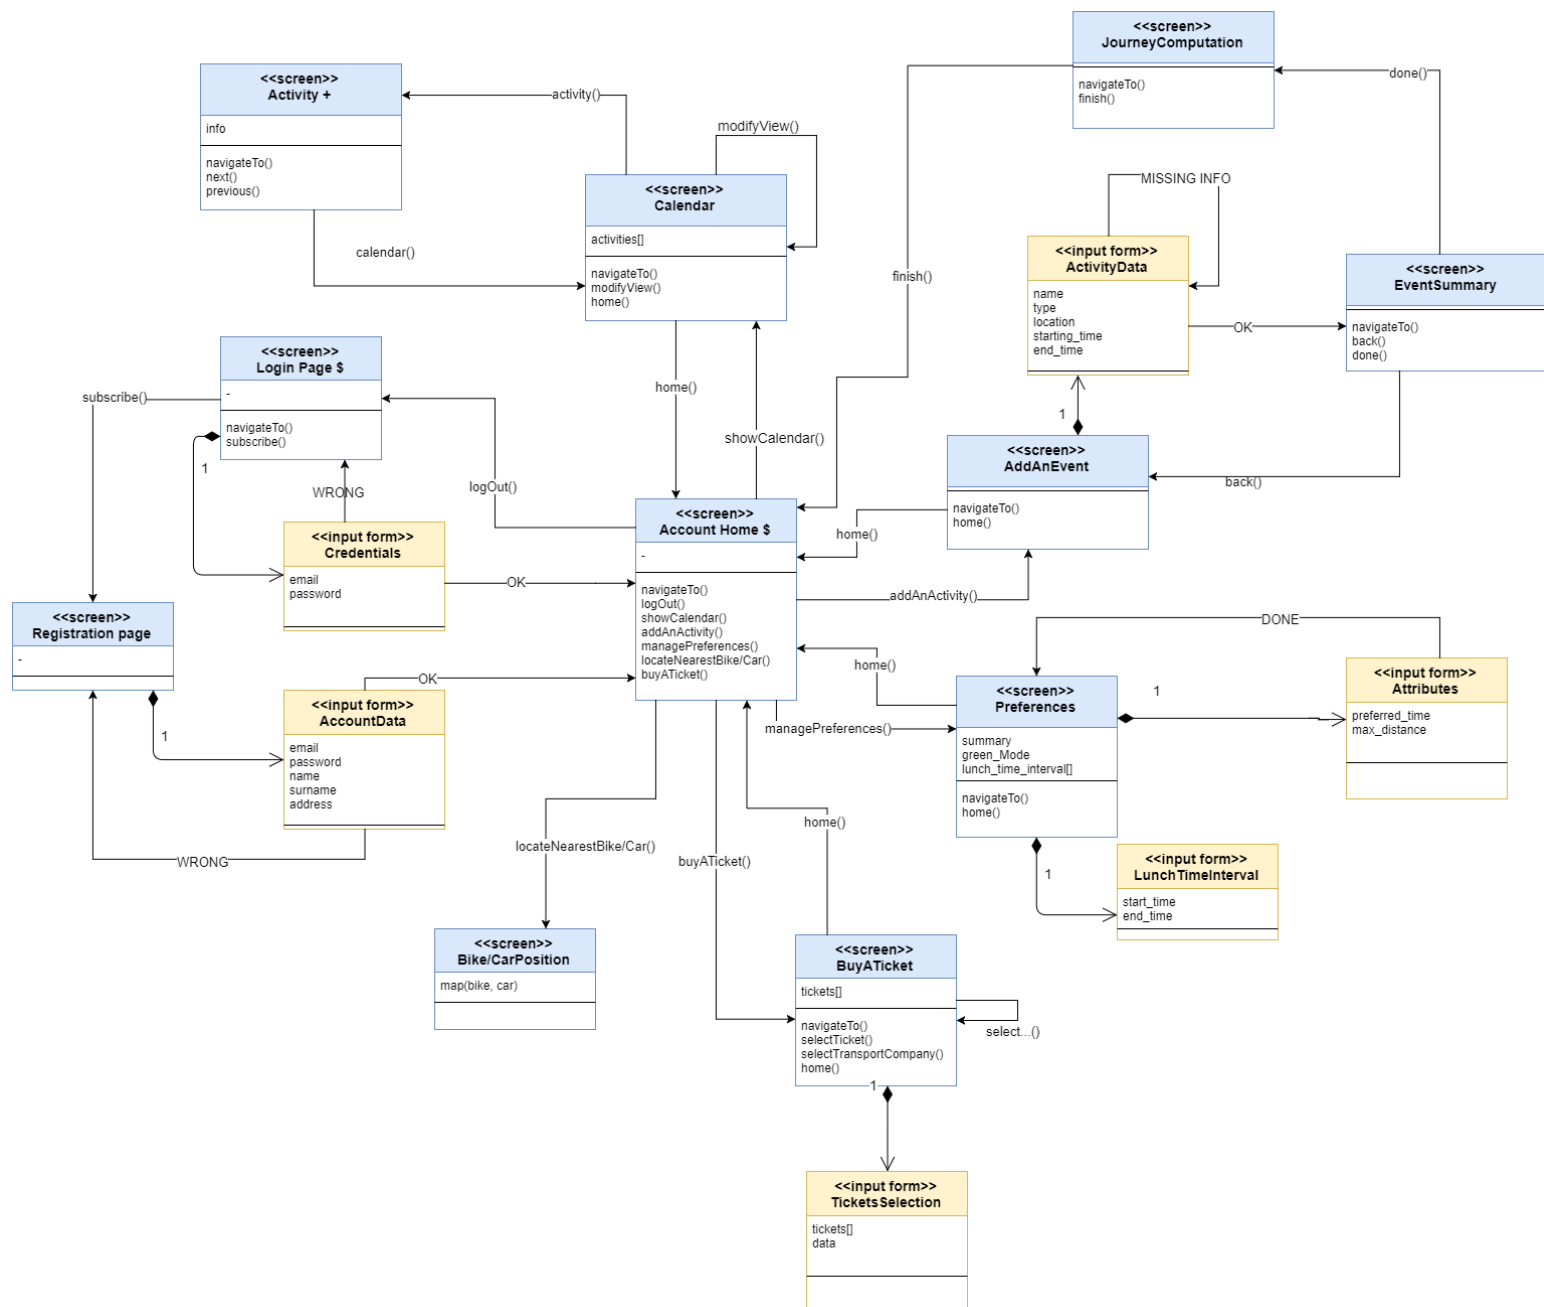 <<screen>>
JourneyComputation
navigateTo()
finish()
done()
<<screen>>
Activity +
info
navigateTo()
next()
previous()
activity()
modifyView()
<<screen>>
Calendar
activities[]
navigateTo()
modifyView()
home()
calendar()
finish()
MISSING INFO
<<input form>>
ActivityData
name
type
location
starting_time
end_time
OK
<<screen>>
EventSummary
navigateTo()
back()
done()
<<screen>>
Login Page $
-
navigateTo()
subscribe()
subscribe()
1
WRONG
home()
showCalendar()
logOut()
1
<<screen>>
AddAnEvent
navigateTo()
home()
back()
home()
addAnActivity()
<<input form>>
Credentials
email
password
OK
<<screen>>
Account Home $
-
navigateTo()
logOut()
showCalendar()
addAnActivity()
managePreferences()
locateNearestBike/Car()
buyATicket()
<<screen>>
Registration page
-
1
OK
<<input form>>
AccountData
email
password
name
surname
address
WRONG
home()
managePreferences()
DONE
<<screen>>
Preferences
summary
green_Mode
lunch_time_interval[]
navigateTo()
home()
1
<<input form>>
Attributes
preferred_time
max_distance
1
<<input form>>
LunchTimeInterval
start_time
end_time
locateNearestBike/Car()
buyATicket()
home()
<<screen>>
Bike/CarPosition
map(bike, car)
<<screen>>
BuyATicket
tickets[]
navigateTo()
selectTicket()
selectTransportCompany()
home()
select...()
1
<<input form>>
TicketsSelection
tickets[]
data